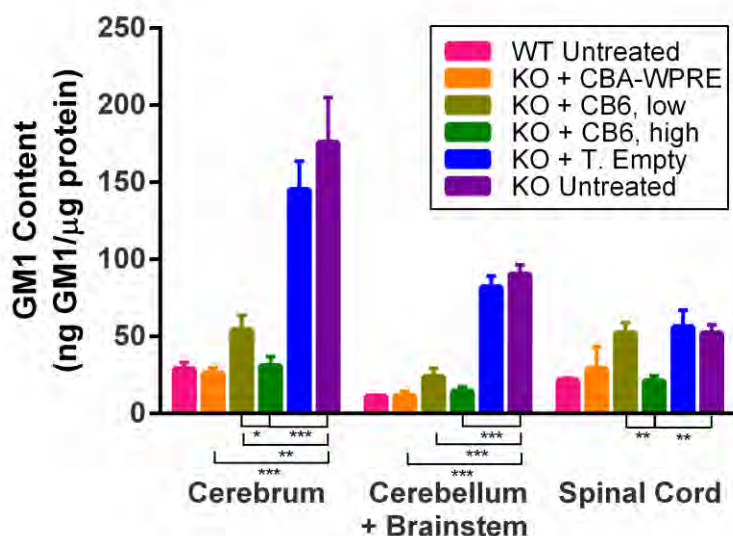 250
200
150
100
50
0
GM1 Content
(ng GM1/µg protein)
WT Untreated
KO + CBA-WPRE
KO + CB6, low
KO + CB6, high
KO + T. Empty
KO Untreated
* ***
**
***
***
***
***
** **
Cerebrum
Cerebellum
+ Brainstem
Spinal Cord